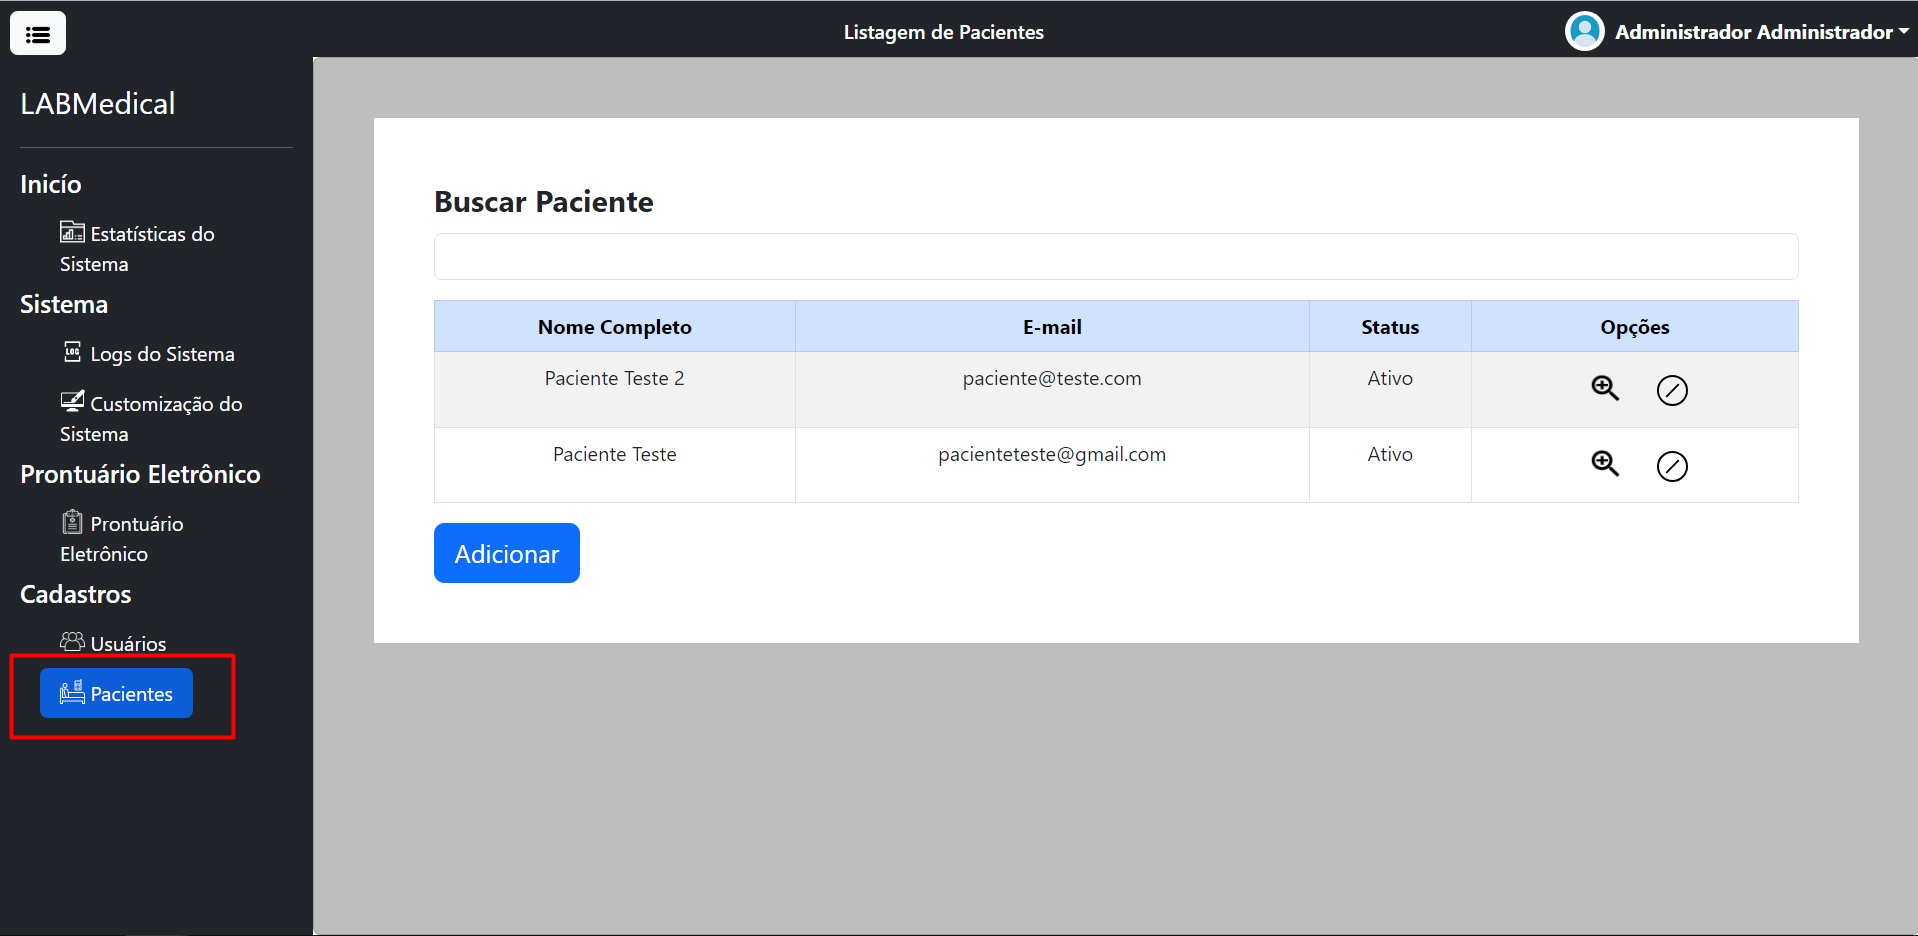 Listagem de Pacientes
Administrador Administrador
LABMedical
Inicío
Estatísticas do
Sistema
Sistema
LOG
Logs do Sistema
Customização do
Sistema
Prontuário Eletrônico
Prontuário
Eletrônico
Cadastros
Usuários
Pacientes
Buscar Paciente
Nome Completo E-mail Status Opções
Paciente Teste 2 paciente@teste.com Ativo
Paciente Teste pacienteteste@gmail.com Ativo
Adicionar